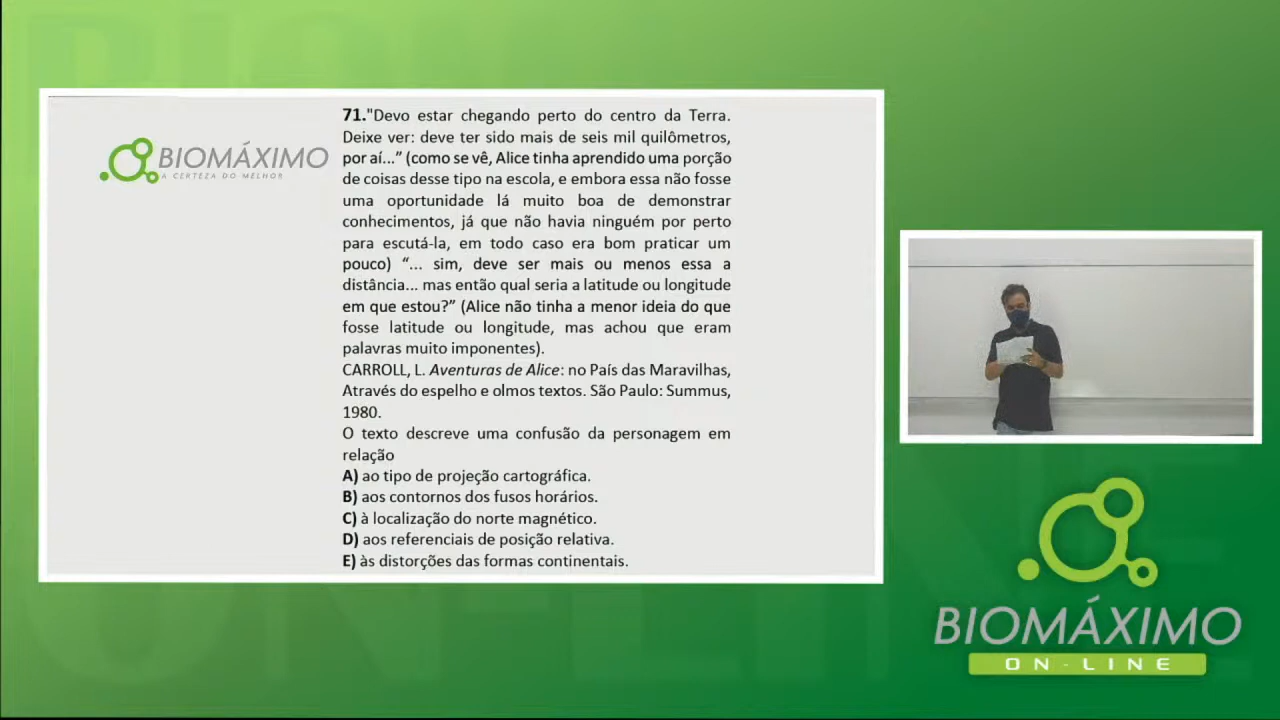 BIOMÁXIMO
A CERTEZA DO MELHOR
71."Devo estar chegando perto do centro da Terra.
Deixe ver: deve ter sido mais de seis mil quilômetros,
por aí...” (como se vê, Alice tinha aprendido uma porção
de coisas desse tipo na escola, e embora essa não fosse
uma oportunidade lá muito boa de demonstrar
conhecimentos, já que não havia ninguém por perto
para escutá-la, em todo caso era bom praticar um
pouco) “... sim, deve ser mais ou menos essa a
distância... mas então qual seria a latitude ou longitude
em que estou?” (Alice não tinha a menor ideia do que
fosse latitude ou longitude, mas achou que eram
palavras muito imponentes).
CARROLL, L. Aventuras de Alice: no País das Maravilhas,
Através do espelho e olmos textos. São Paulo: Summus,
1980.
O texto descreve uma confusão da personagem em
relação
A) ao tipo de projeção cartográfica.
B) aos contornos dos fusos horários.
C) à localização do norte magnético.
D) aos referenciais de posição relativa.
E) às distorções das formas continentais.
BIOMÁXIMO
ON-LINE